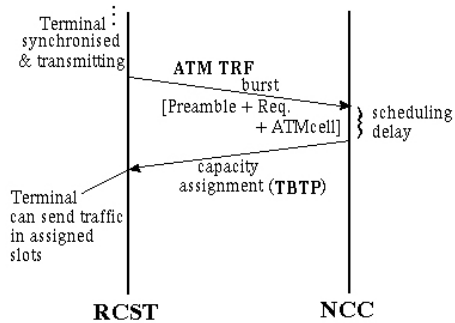 Terminal
synchronised
& transmitting
ATM TRF
burst
[Preamble + Req.
+ ATMcell]
scheduling
delay
capacity
assignment (TBTP)
Terminal
can send traffic
in assigned
slots
RCST
NCC